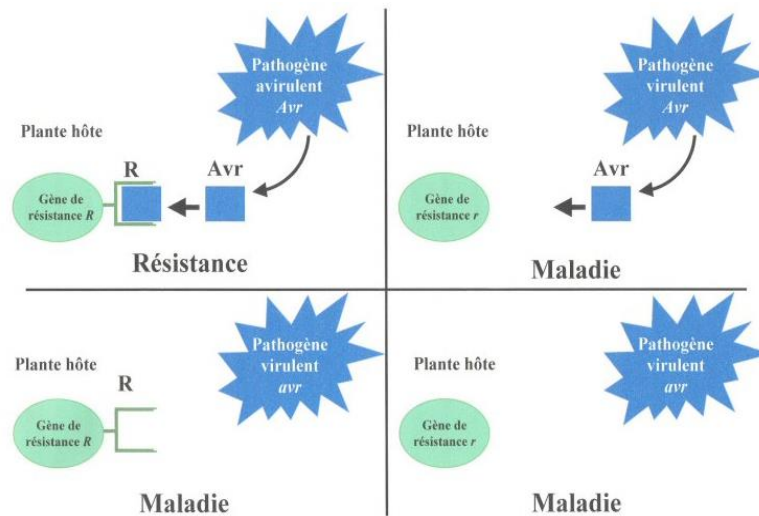 Pathogène
avirulent
Avr
Plante hôte
R
Avr
Gène de
résistance R
Résistance
Pathogène
virulent
Avr
Plante hôte
Avr
Gène de
résistance r
Maladie
Pathogène
virulent
avr
Plante hôte
R
Gène de
résistance R
Maladie
Pathogène
virulent
avr
Plante hôte
Gène de
résistance r
Maladie